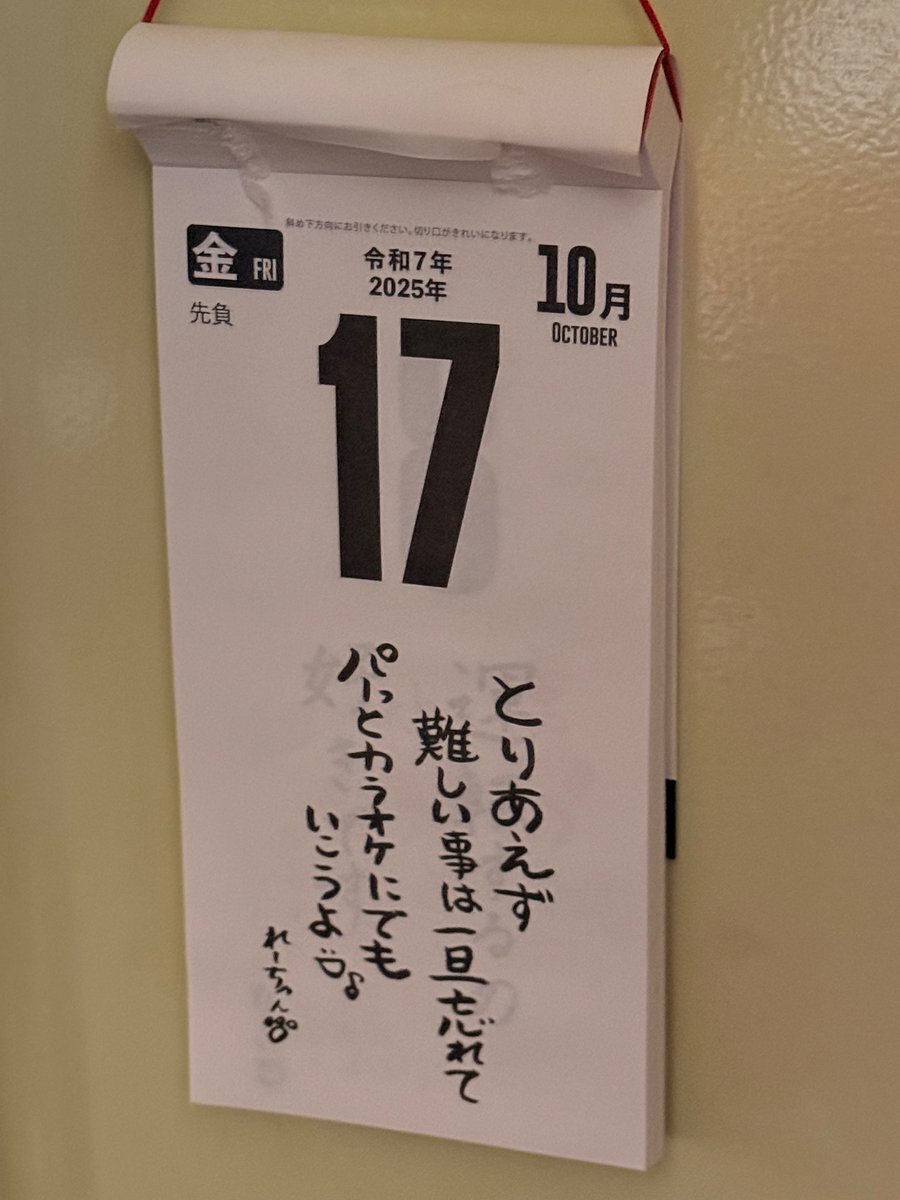 斜め下方向にお引きください。切り口がきれいになります。
金 FRI
先負
令和7年
2025年
10月
OCTOBER
17
とりあえず
難しい事は一旦忘れて
パーっとカラオケにでも
いこうよ
れーちゃん